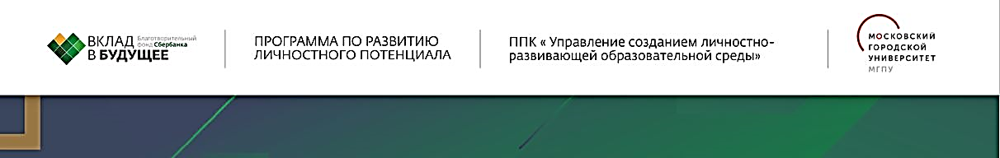 ВКЛАД
В БУДУЩЕЕ
Благотворительный
фонд Сбербанка
ПРОГРАММА ПО РАЗВИТИЮ
ЛИЧНОСТНОГО ПОТЕНЦИАЛА
ППК « Управление созданием личностно-
развивающей образовательной среды»
МОСКОВСКИЙ
ГОРОДСКОЙ
УНИВЕРСИТЕТ
МГПУ